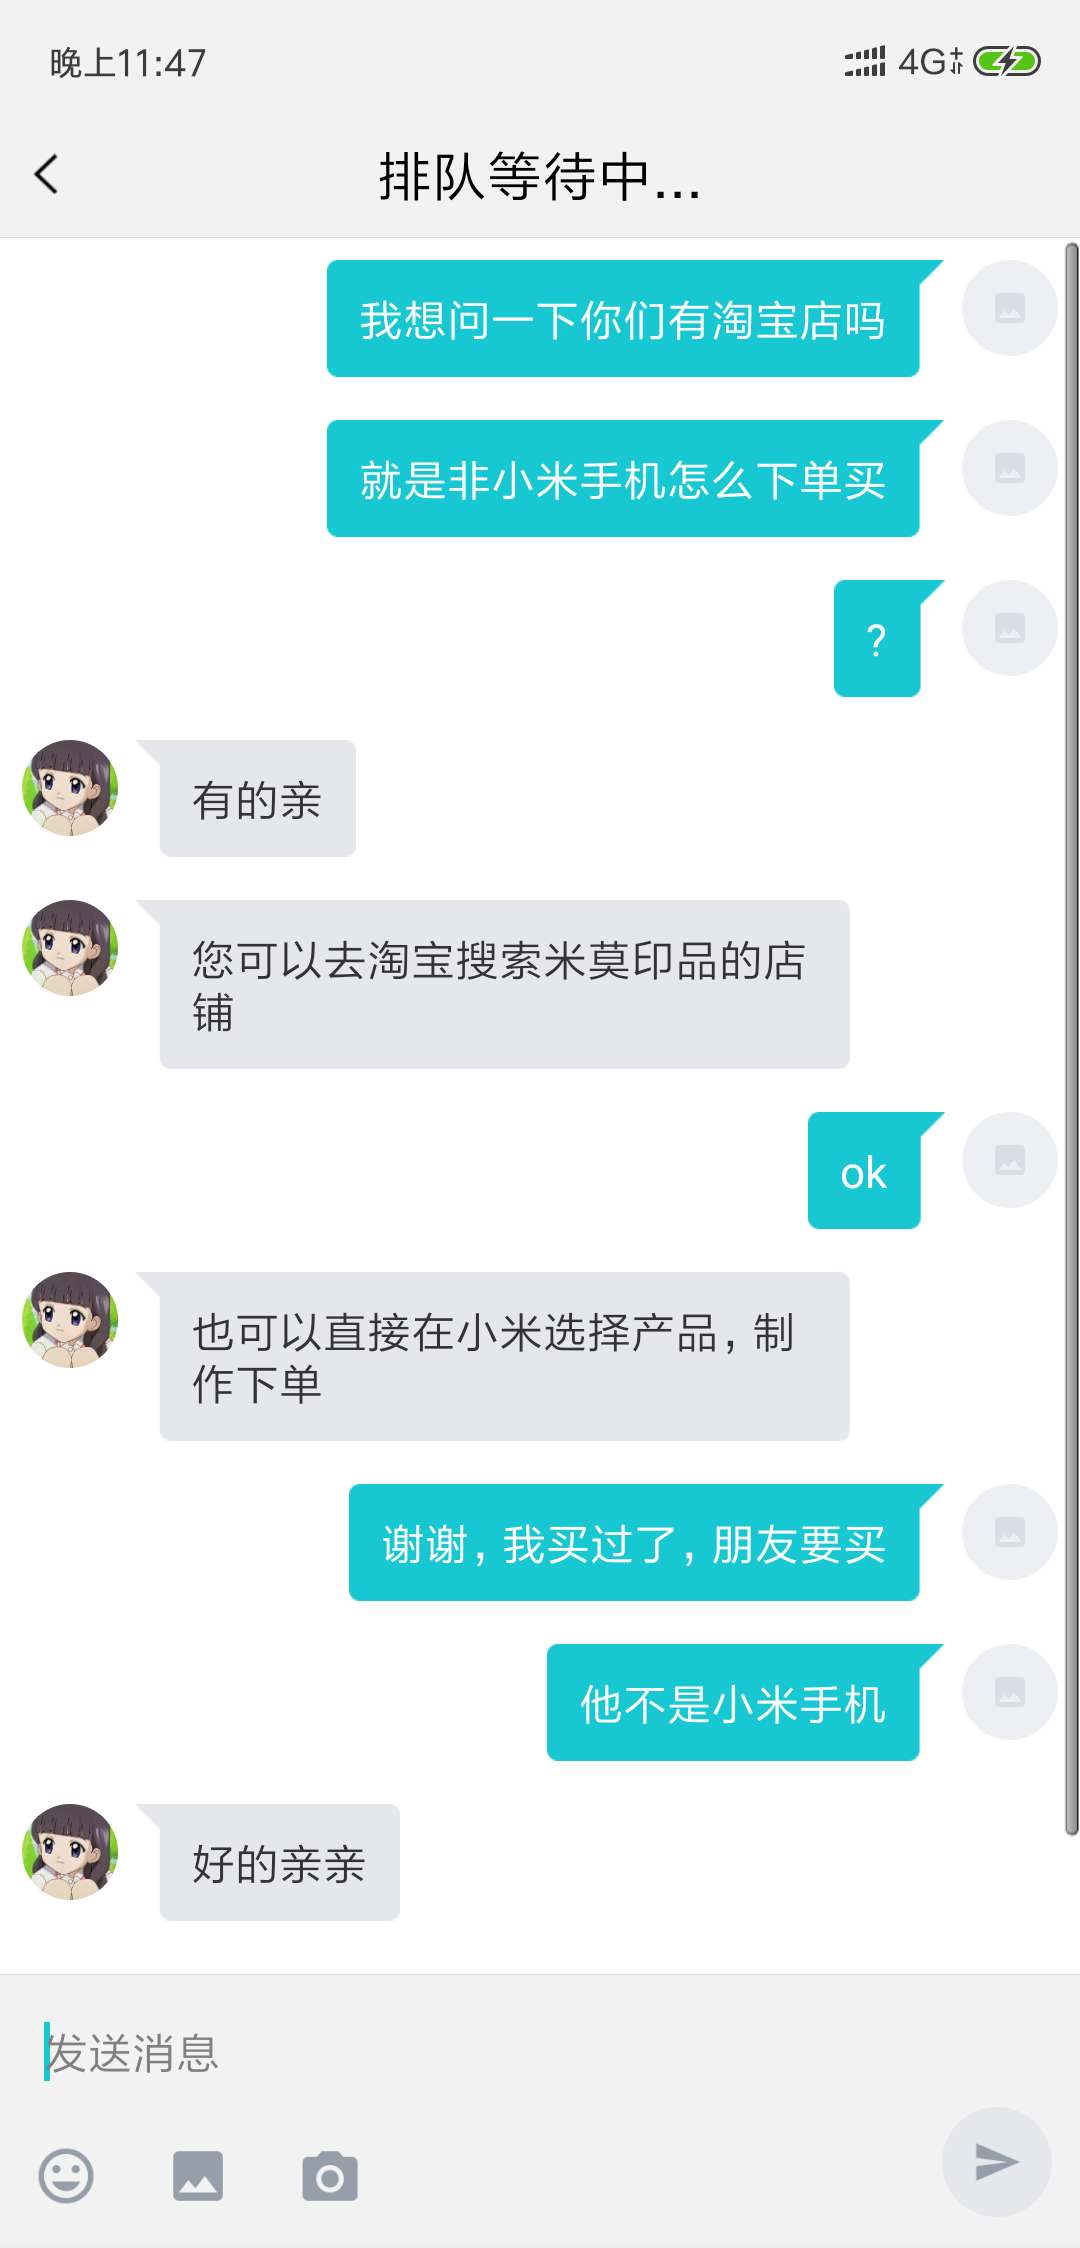 晚上11:47
4G
排队等待中...
我想问一下你们有淘宝店吗
就是非小米手机怎么下单买
?
有的亲
您可以去淘宝搜索米莫印品的店
铺
ok
也可以直接在小米选择产品,制
作下单
谢谢,我买过了,朋友要买
他不是小米手机
好的亲亲
发送消息